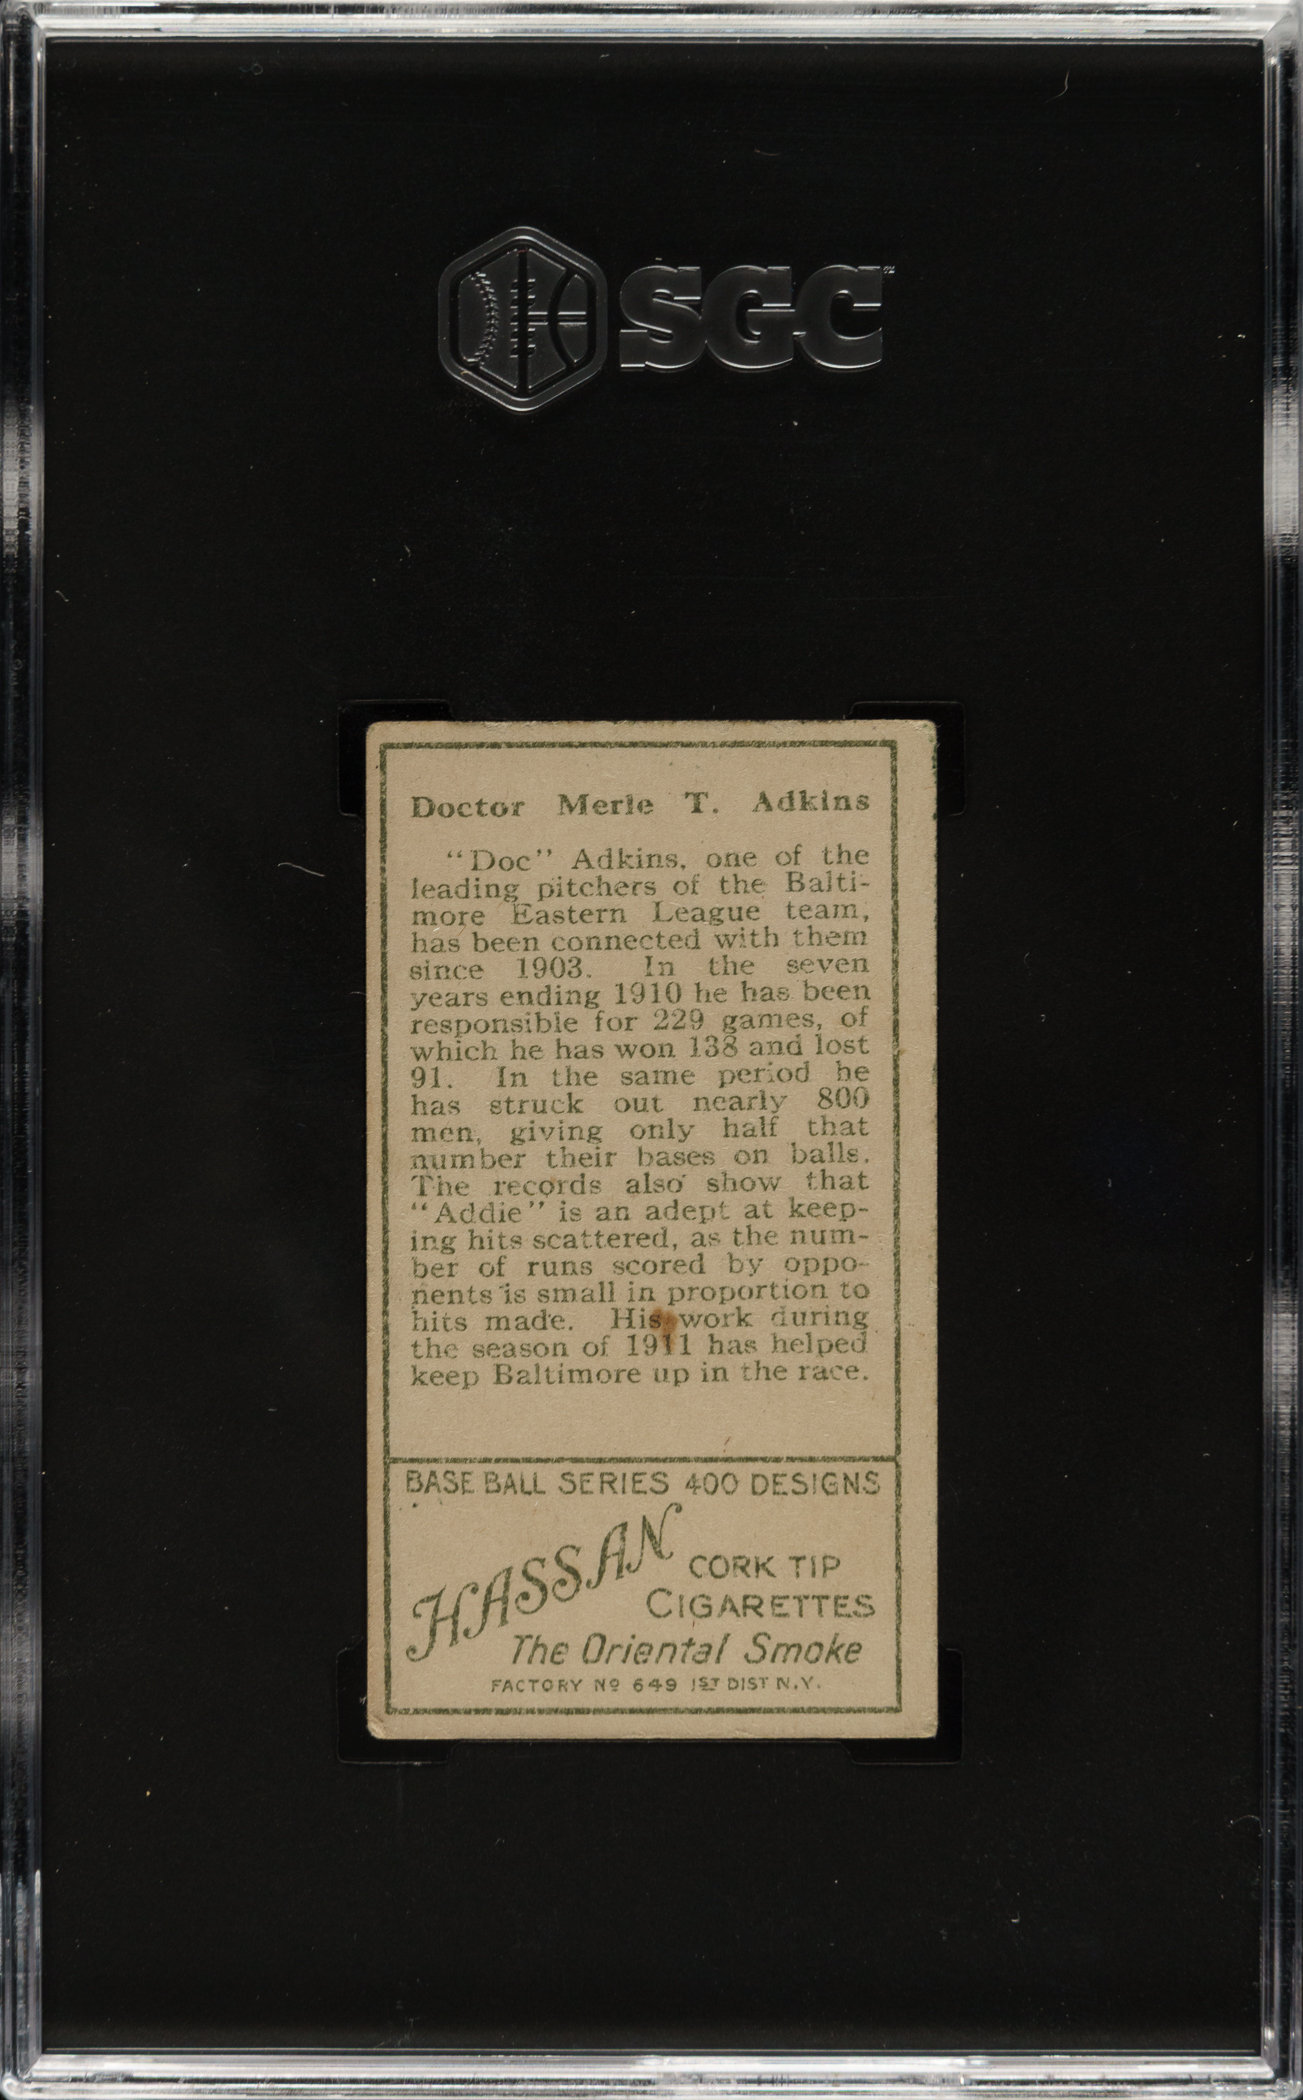 SGC
Doctor Merle T. Adkins
"Doc" Adkins, one of the
leading pitchers of the Balti-
more Eastern League team,
has been connected with them
since 1903. In the seven
years ending 1910 he has been
responsible for 229 games, of
which he has won 138 and lost
91. In the same period he
has struck out nearly 800
men, giving only half that
number their bases on balls.
The records also show that
"Addie" is an adept at keep-
ing hits scattered, as the num-
ber of runs scored by oppo-
nents is small in proportion to
hits made. His work during
the season of 1911 has helped
keep Baltimore up in the race.
BASE BALL SERIES 400 DESIGNS
HASSAN CORK TIP
CIGARETTES
The Oriental Smoke
FACTORY Nº 649 1ST DIST N.Y.